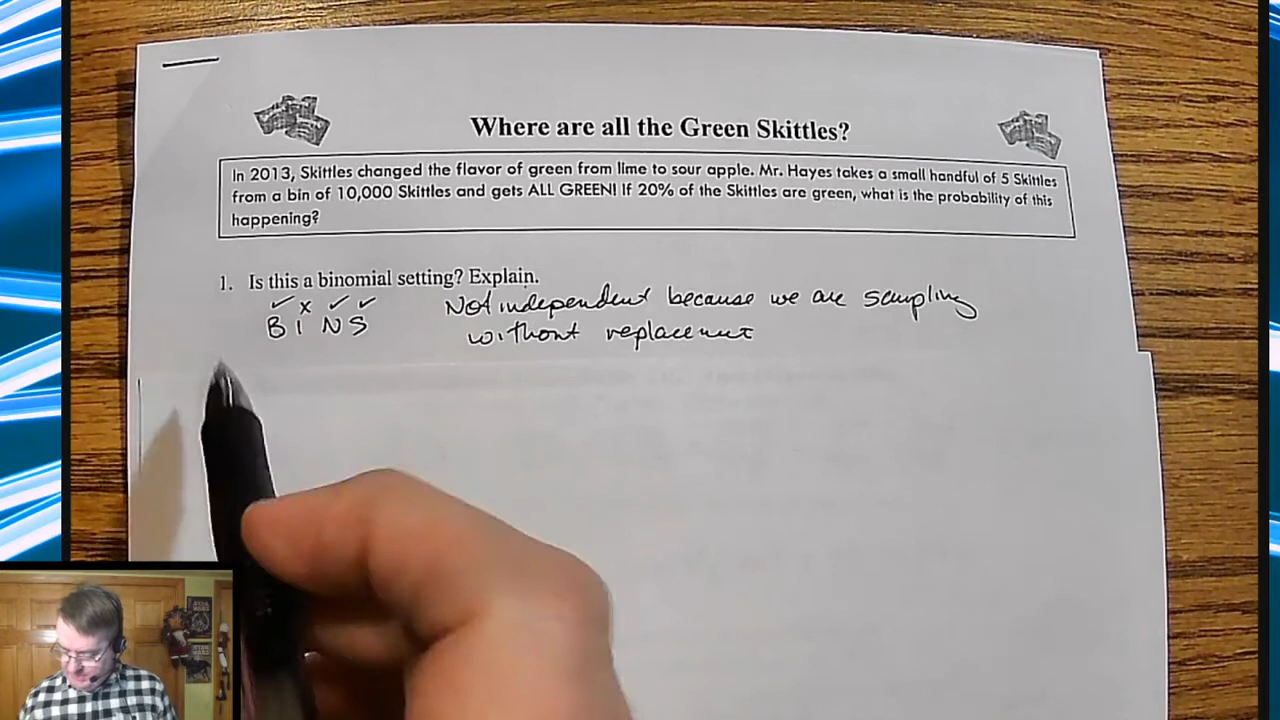 Where are all the Green Skittles?
In 2013, Skittles changed the flavor of green from lime to sour apple. Mr. Hayes takes a small handful of 5 Skittles
from a bin of 10,000 Skittles and gets ALL GREEN! If 20% of the Skittles are green, what is the probability of this
happening?
1. Is this a binomial setting? Explain.
✓ x ✓ ✓
B I N S
Not independent because we are sampling
without replacement
STAR WARS